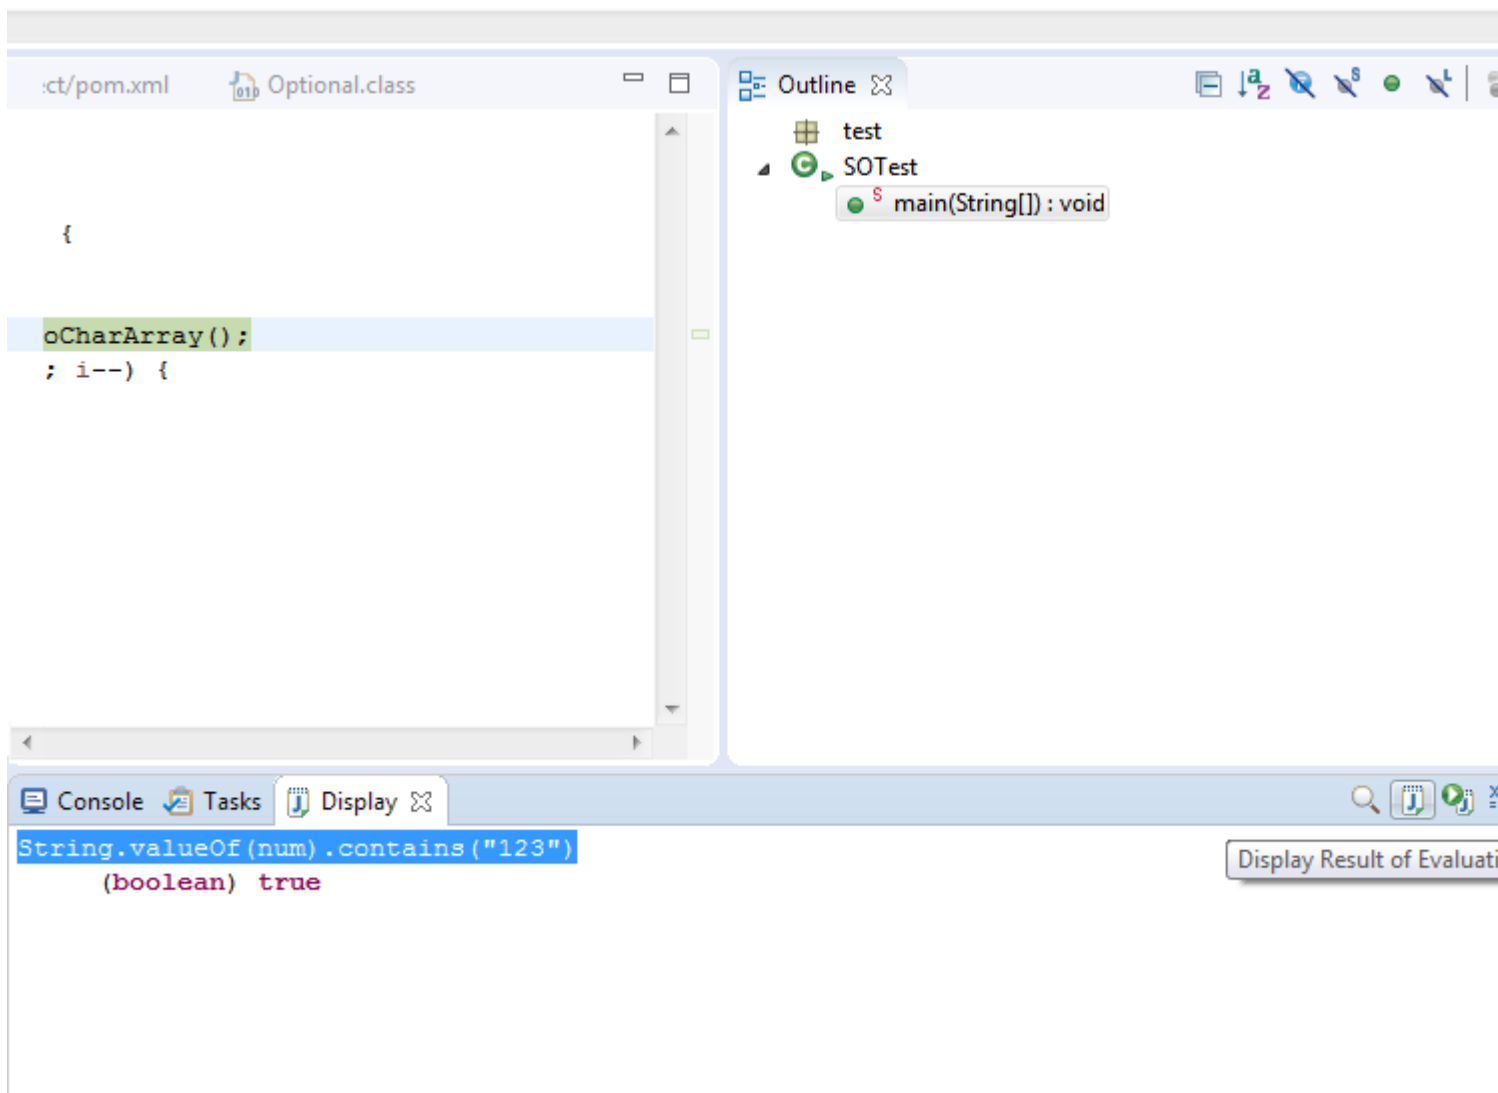 :ct/pom.xml Optional.class
{
oCharArray();
; i--) {
Outline
test
SOTest
main(String[]) : void
Console Tasks Display
String.valueOf(num).contains("123")
(boolean) true
Display Result of Evaluati